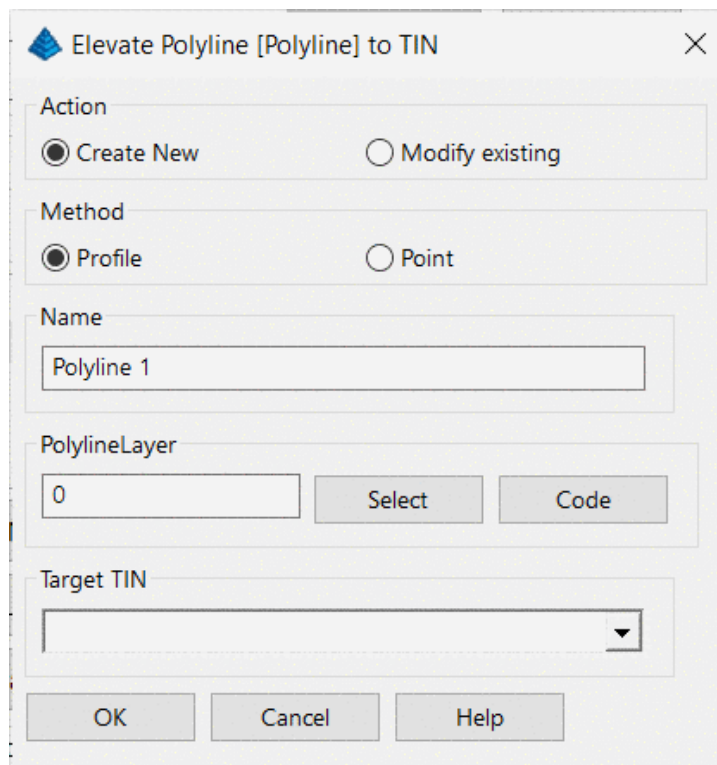 Elevate Polyline [Polyline] to TIN
Action
Create New Modify existing
Method
Profile Point
Name
Polyline 1
PolylineLayer
0 Select Code
Target TIN
OK Cancel Help